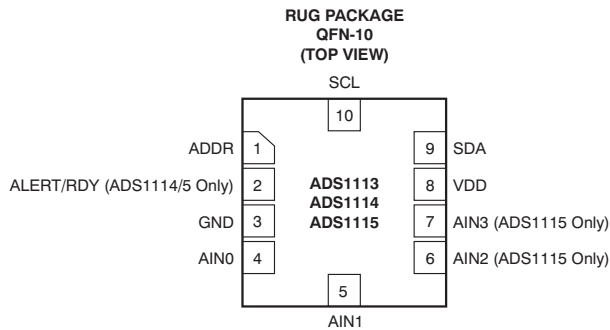 RUG PACKAGE
QFN-10
(TOP VIEW)
SCL
10
ADDR 1 9 SDA
ALERT/RDY (ADS1114/5 Only) 2 ADS1113 8 VDD
ADS1114
GND 3 ADS1115 7 AIN3 (ADS1115 Only)
AIN0 4 6 AIN2 (ADS1115 Only)
5
AIN1